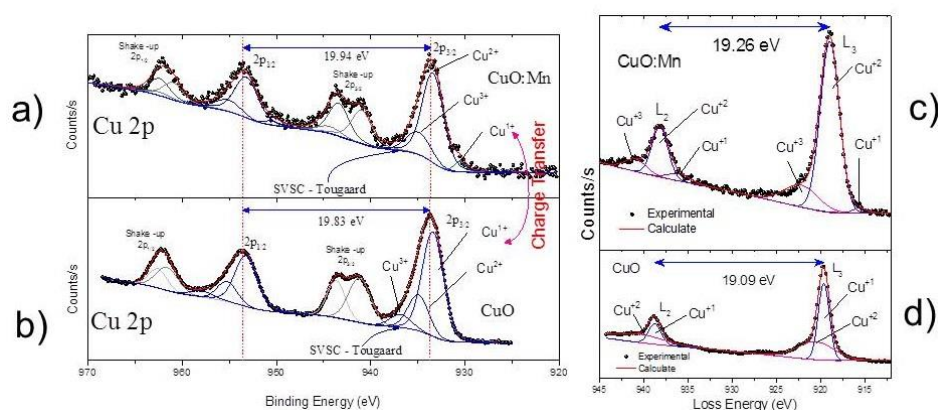 a)
Shake -up
19.94 eV
2p3/2
Cu2+
2p1/2
Shake -up
CuO:Mn
Cu3+
Cu 2p
Cu1+
Counts/s
SVSC - Tougaard
b)
19.83 eV
2p3/2
Shake -up
2p1/2
Shake -up
Cu1+
Cu3+
Cu2+
Cu 2p
CuO
Counts/s
SVSC - Tougaard
970 960 950 940 930 920
Binding Energy (eV)
Charge Transfer
c)
19.26 eV
L3
CuO:Mn
Cu+2
L2
Cu+2
Cu+3
Cu+1
Cu+3
Cu+1
Experimental
Calculate
Counts/s
d)
CuO
19.09 eV
L3
Cu+2
L2
Cu+1
Cu+1
Cu+2
Experimental
Calculate
945 940 935 930 925 920 915
Loss Energy (eV)